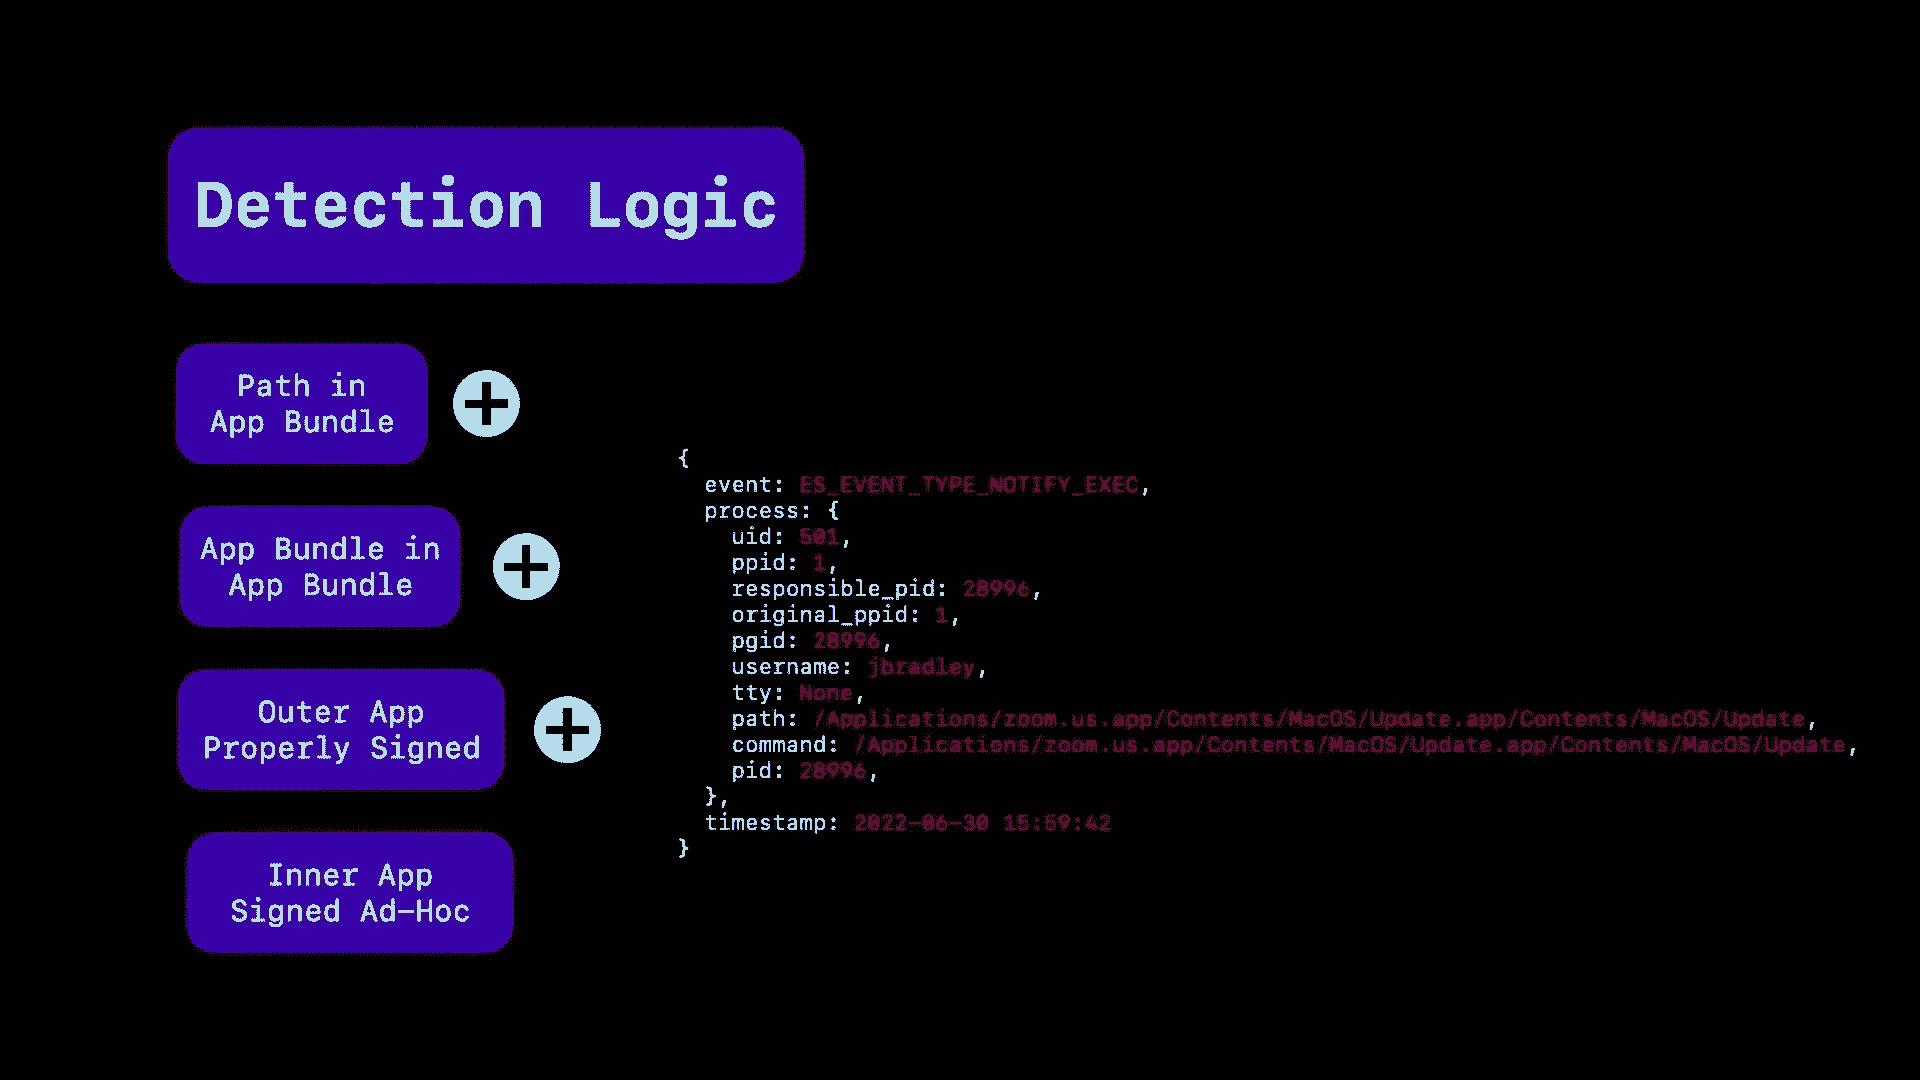 Detection Logic
Path in
App Bundle
App Bundle in
App Bundle
Outer App
Properly Signed
Inner App
Signed Ad-Hoc
{
event: ES_EVENT_TYPE_NOTIFY_EXEC,
process: {
uid: 501,
ppid: 1,
responsible_pid: 28996,
original_ppid: 1,
pgid: 28996,
username: jbradley,
tty: None,
path: /Applications/zoom.us.app/Contents/MacOS/Update.app/Contents/MacOS/Update,
command: /Applications/zoom.us.app/Contents/MacOS/Update.app/Contents/MacOS/Update,
pid: 28996,
},
timestamp: 2022-06-30 15:59:42
}